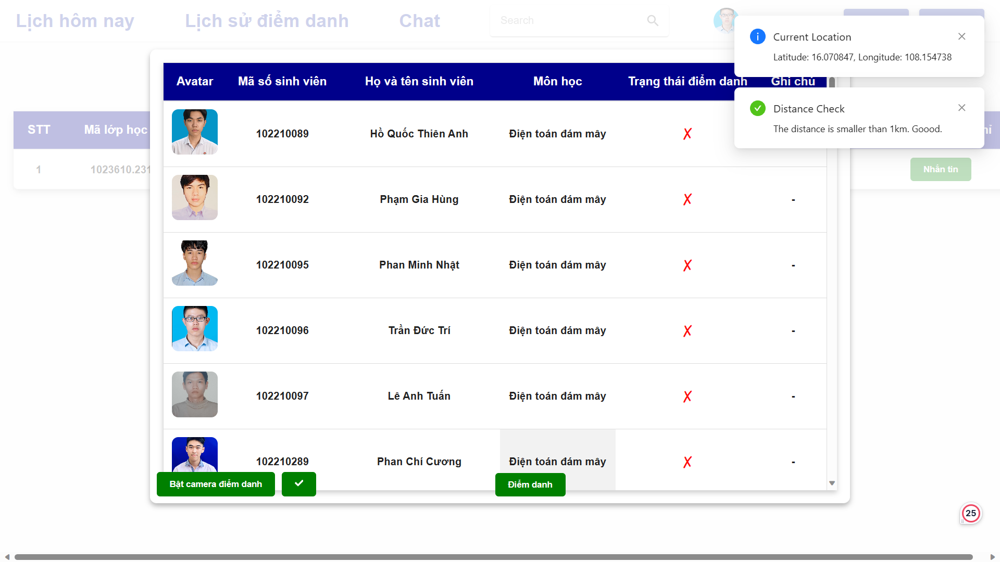 Lịch hôm nay
Lịch sử điểm danh
Chat
Search
Current Location
Latitude: 16.070847, Longitude: 108.154738
Distance Check
The distance is smaller than 1km. Goood.
STT
Mã lớp học
1
1023610.231
Nhắn tin
Avatar Mã số sinh viên Họ và tên sinh viên Môn học Trạng thái điểm danh Ghi chú
102210089 Hồ Quốc Thiên Anh Điện toán đám mây ✗
102210092 Phạm Gia Hùng Điện toán đám mây ✗ -
102210095 Phan Minh Nhật Điện toán đám mây ✗ -
102210096 Trần Đức Trí Điện toán đám mây ✗ -
102210097 Lê Anh Tuấn Điện toán đám mây ✗ -
102210289 Phan Chí Cương Điện toán đám mây ✗ -
Bật camera điểm danh
Điểm danh
25